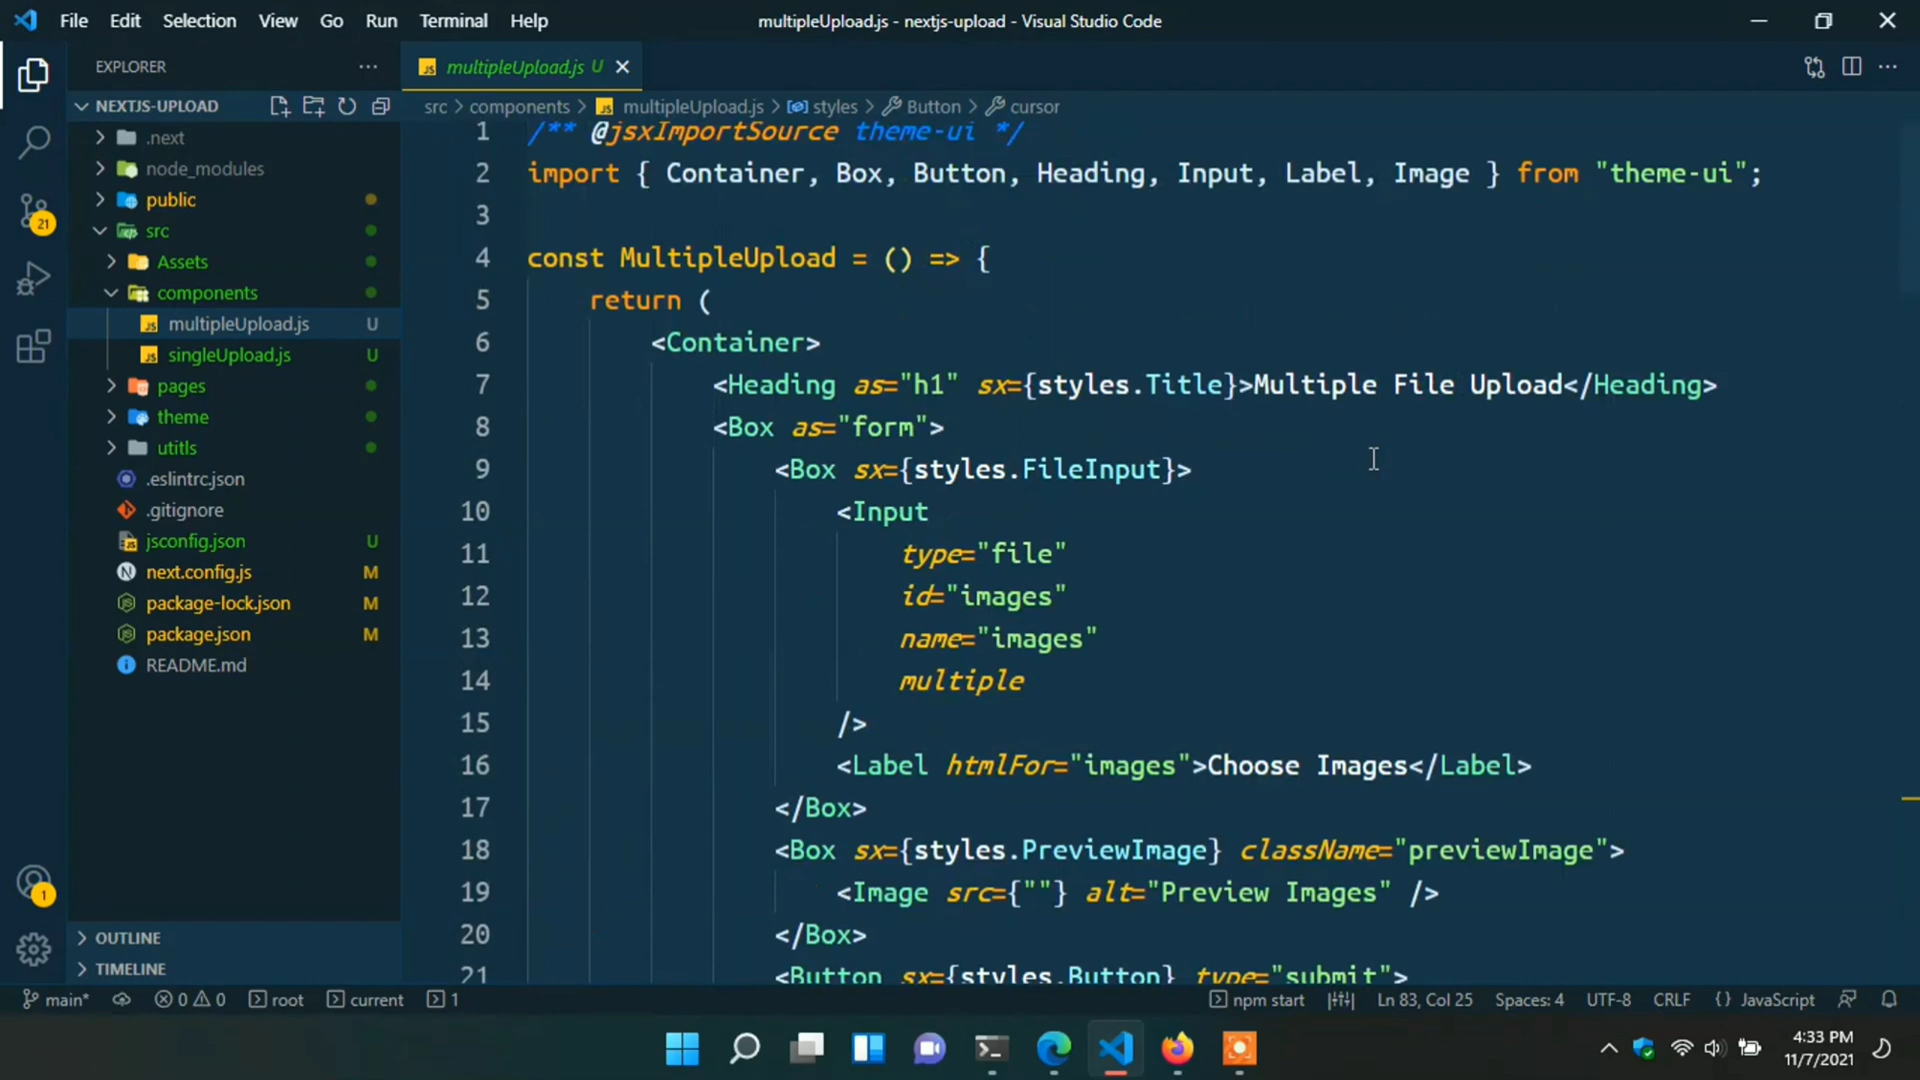 File Edit Selection View Go Run Terminal Help
multipleUpload.js - nextjs-upload - Visual Studio Code
EXPLORER
NEXTJS-UPLOAD
.next
node_modules
public
src
Assets
components
multipleUpload.js U
singleUpload.js U
pages
theme
utitls
.eslintrc.json
.gitignore
jsconfig.json U
next.config.js M
package-lock.json M
package.json M
README.md
OUTLINE
TIMELINE
21
1
JS multipleUpload.js U
src > components > JS multipleUpload.js > styles > Button > cursor
1 /** @jsxImportSource theme-ui */
2 import { Container, Box, Button, Heading, Input, Label, Image } from "theme-ui";
3
4 const MultipleUpload = () => {
5 return (
6 <Container>
7 <Heading as="h1" sx={styles.Title}>Multiple File Upload</Heading>
8 <Box as="form">
9 <Box sx={styles.FileInput}>
10 <Input
11 type="file"
12 id="images"
13 name="images"
14 multiple
15 />
16 <Label htmlFor="images">Choose Images</Label>
17 </Box>
18 <Box sx={styles.PreviewImage} className="previewImage">
19 <Image src={""} alt="Preview Images" />
20 </Box>
21 <Button sx={styles.Button} type="submit">
main* 0 0 root current 1 npm start Ln 83, Col 25 Spaces: 4 UTF-8 CRLF {} JavaScript
4:33 PM
11/7/2021